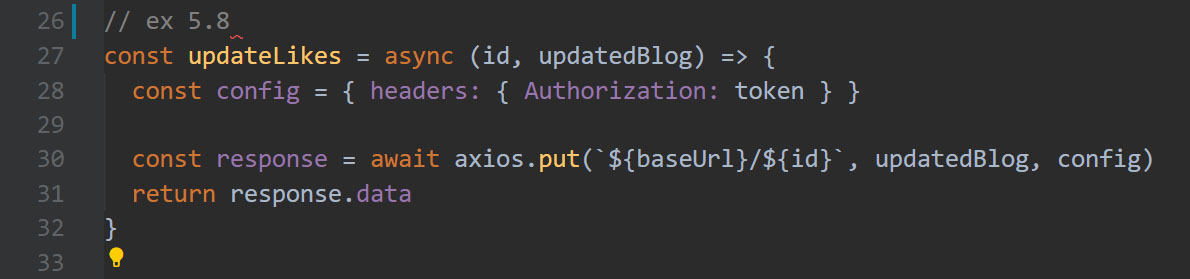 26 // ex 5.8
27 const updateLikes = async (id, updatedBlog) => {
28   const config = { headers: { Authorization: token } }
29
30   const response = await axios.put(`${baseUrl}/${id}`, updatedBlog, config)
31   return response.data
32 }
33